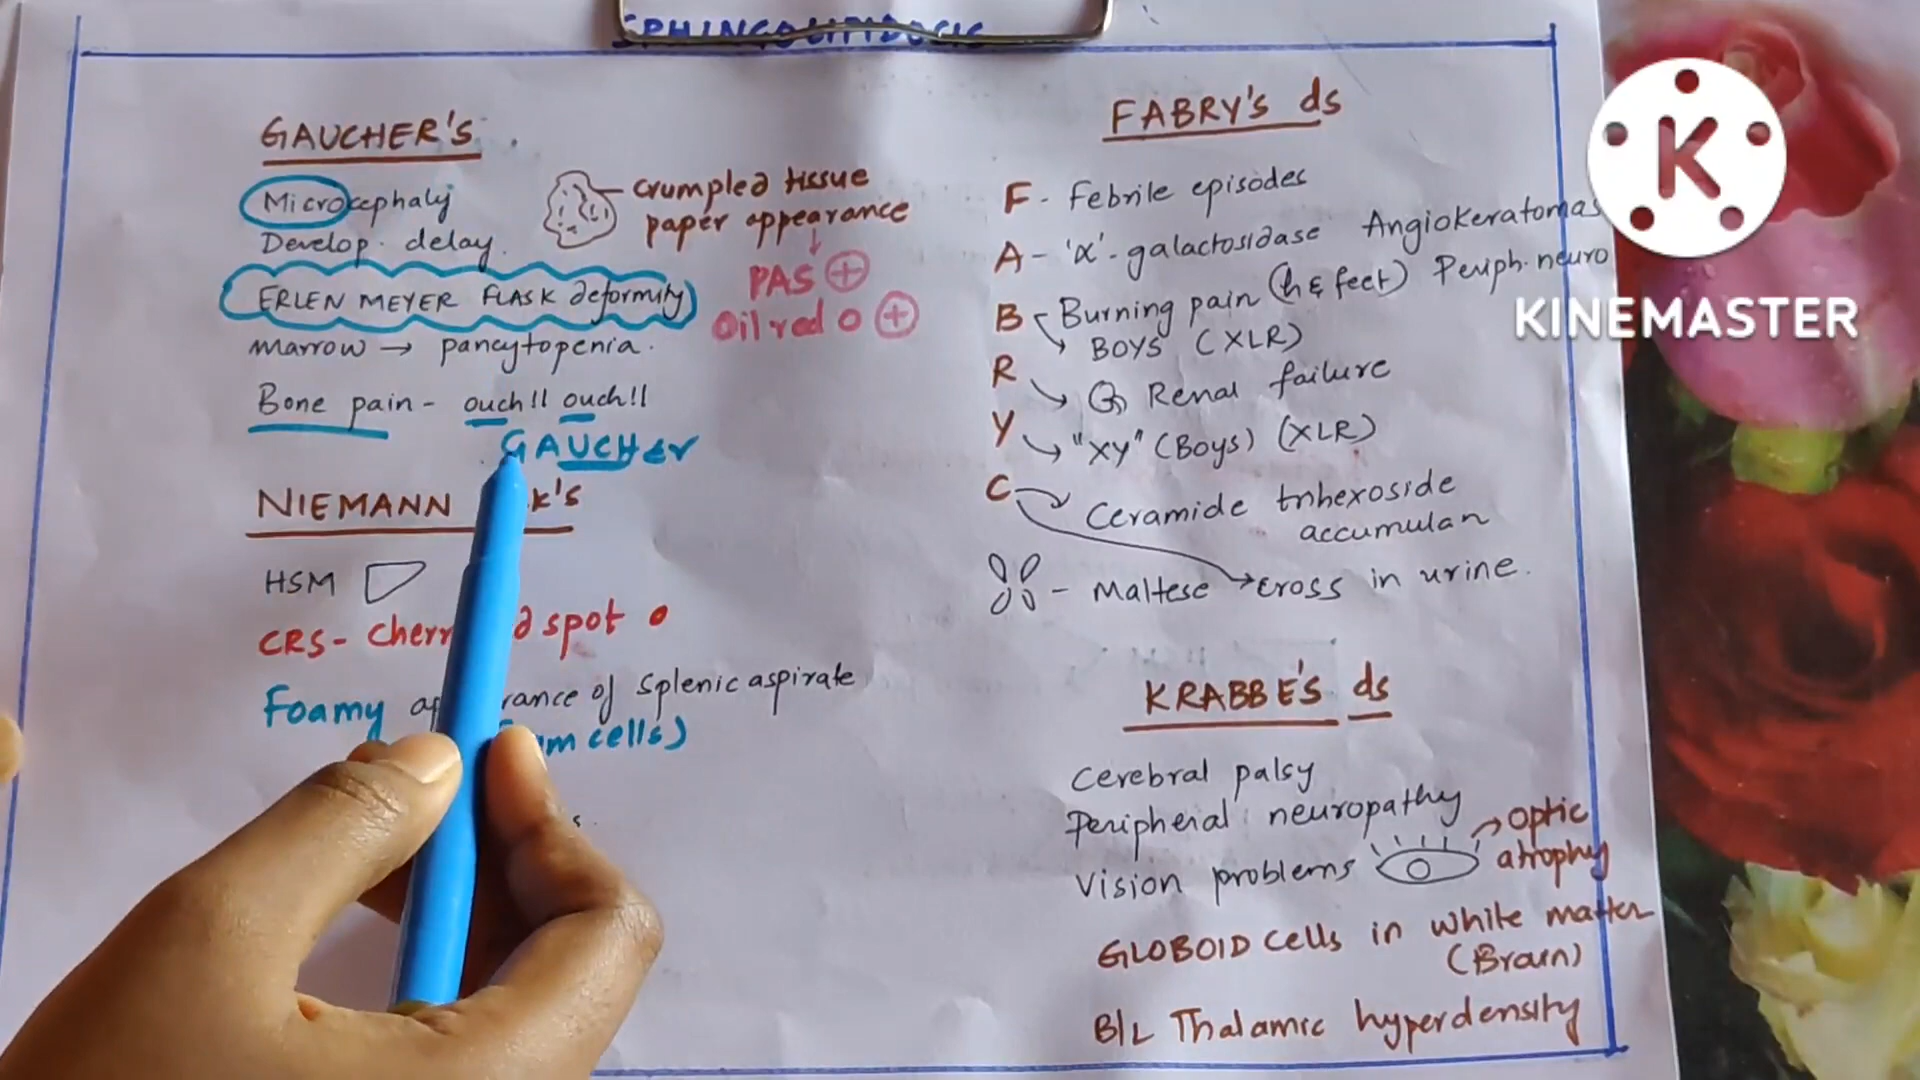 SPHINGOLIPIDOSIS
GAUCHER'S
Microcephaly
Develop. delay.
ERLEN MEYER FLASK deformity
marrow → pancytopenia.
Bone pain - ouch!! ouch!!
GAUCHer
crumpled tissue
paper appearance
↓
PAS +
Oil red O +
NIEMANN k's
HSM
CRS - Cherr d spot
Foamy ap rance of splenic aspirate
m cells)
s.
FABRY's ds
F - Febrile episodes
A - 'α'-galactosidase Angiokeratomas
B - Burning pain (h & feet) Periph. neuro
→ BOYS (XLR)
R → Renal failure
Y → "XY" (Boys) (XLR)
C → Ceramide trihexoside
accumulan
- Maltese → cross in urine.
KRABBE'S ds
Cerebral palsy
Peripheral neuropathy
Vision problems → optic
atrophy
GLOBOID cells in white matter
(Brain)
B/L Thalamic hyperdensity
K
KINEMASTER